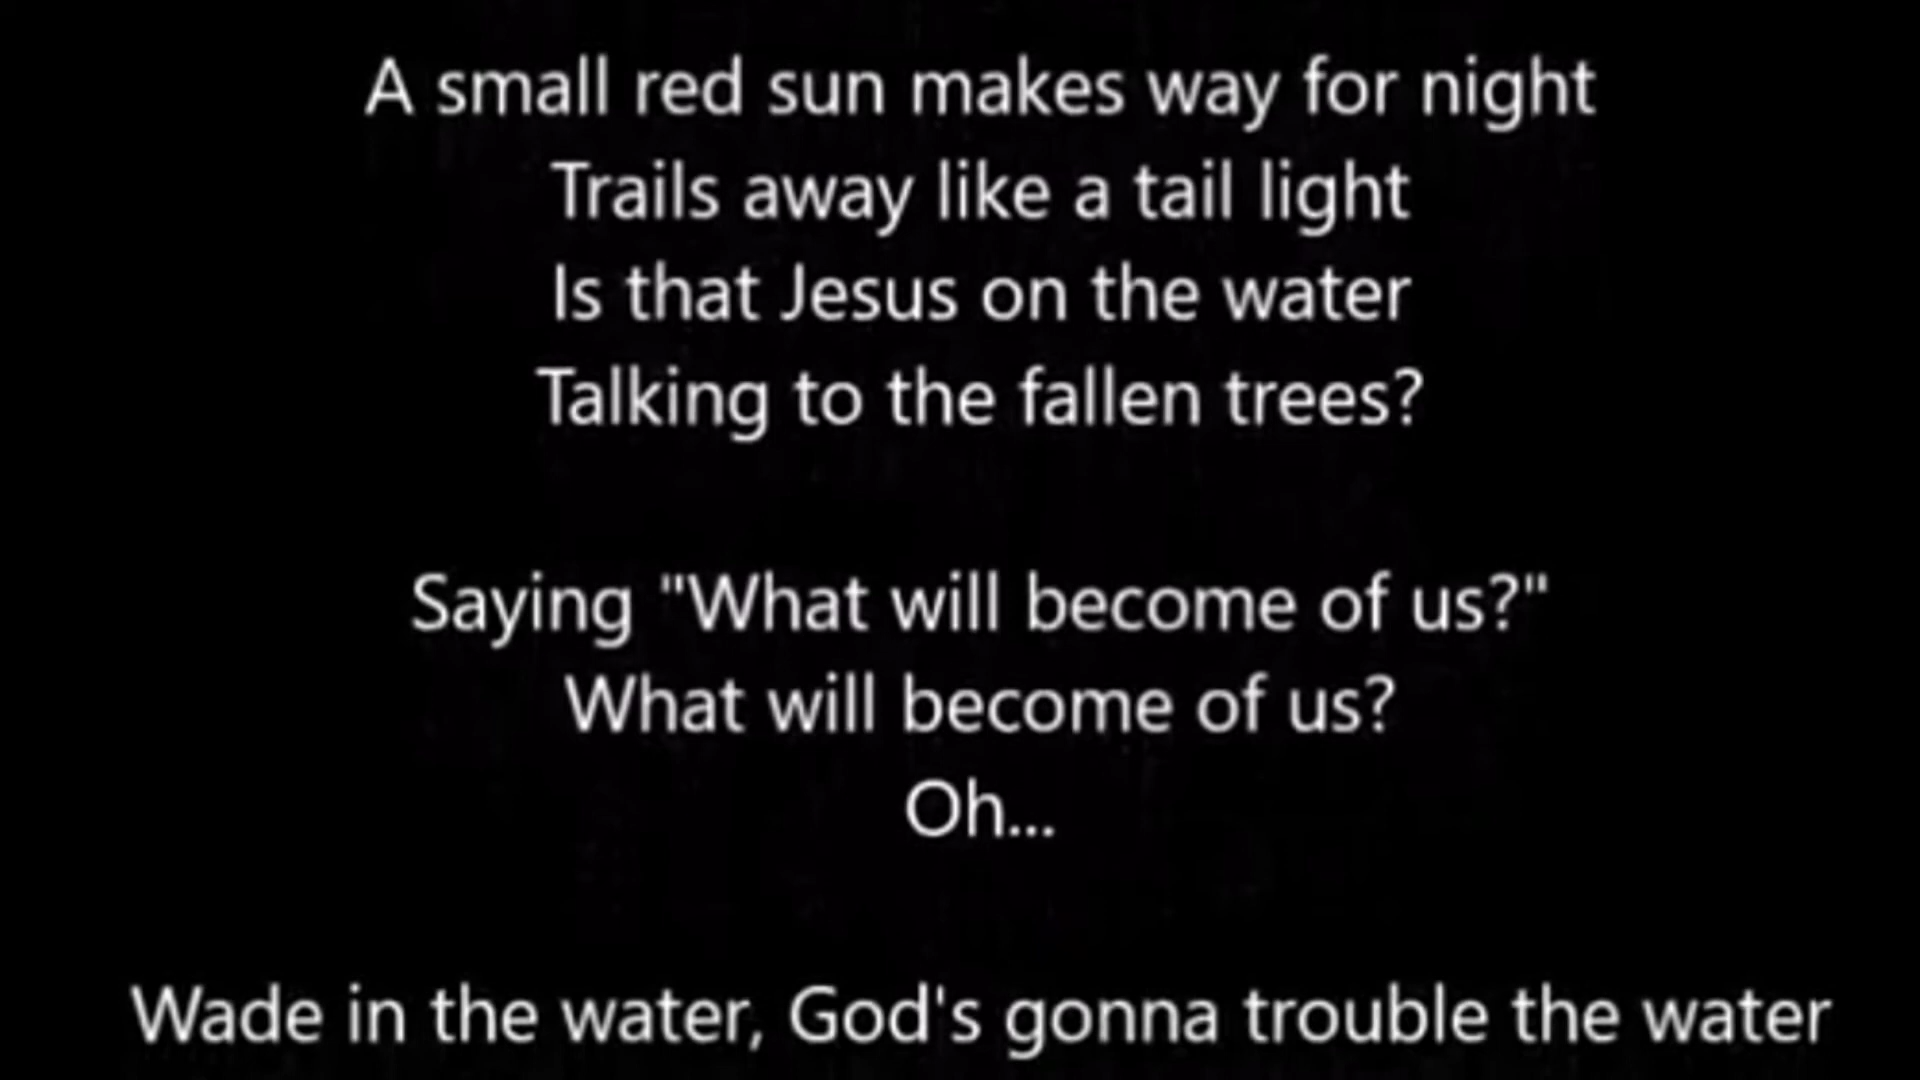 A small red sun makes way for night
Trails away like a tail light
Is that Jesus on the water
Talking to the fallen trees?
Saying "What will become of us?"
What will become of us?
Oh...
Wade in the water, God's gonna trouble the water